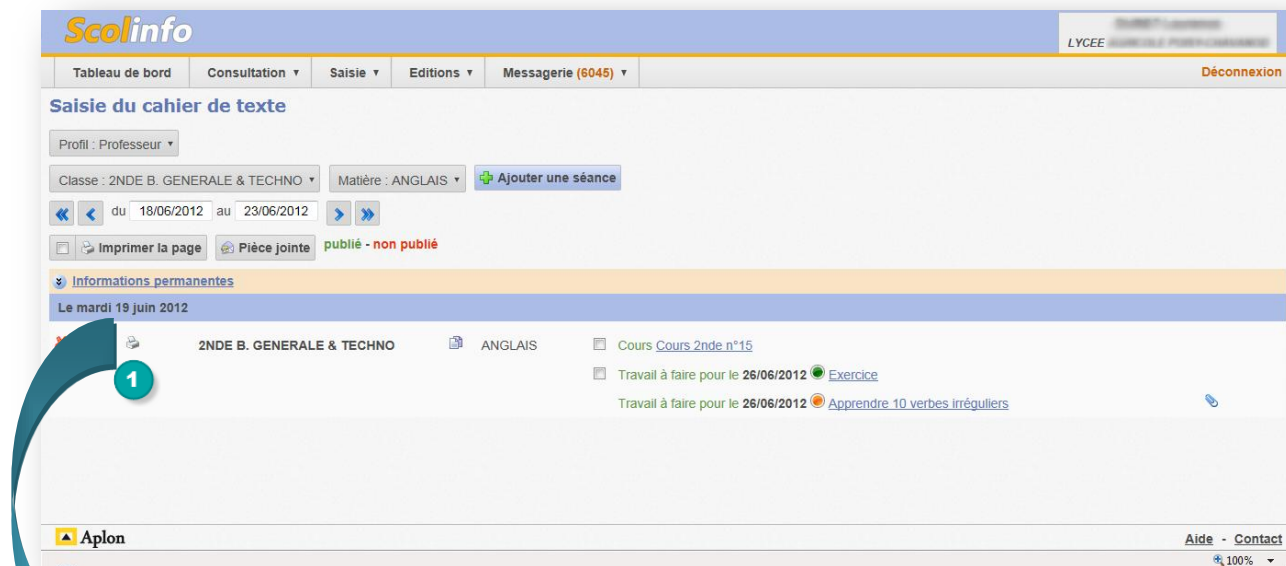 Scolinfo
LYCEE
Tableau de bord Consultation Saisie Editions Messagerie (6045) Déconnexion
Saisie du cahier de texte
Profil : Professeur
Classe : 2NDE B. GENERALE & TECHNO Matière : ANGLAIS Ajouter une séance
du 18/06/2012 au 23/06/2012
Imprimer la page Pièce jointe publié - non publié
Informations permanentes
Le mardi 19 juin 2012
2NDE B. GENERALE & TECHNO ANGLAIS Cours Cours 2nde n°15
1
Travail à faire pour le 26/06/2012 Exercice
Travail à faire pour le 26/06/2012 Apprendre 10 verbes irréguliers
Aplon Aide - Contact
100%